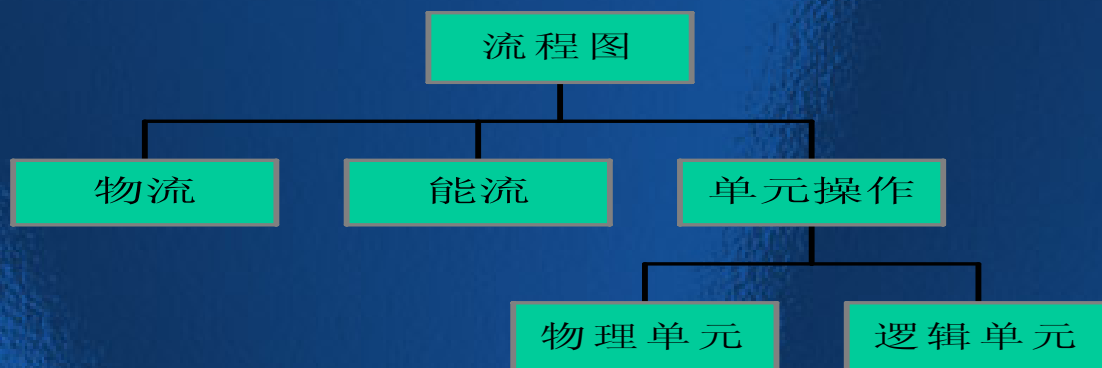 流程图
物流
能流
单元操作
物理单元
逻辑单元